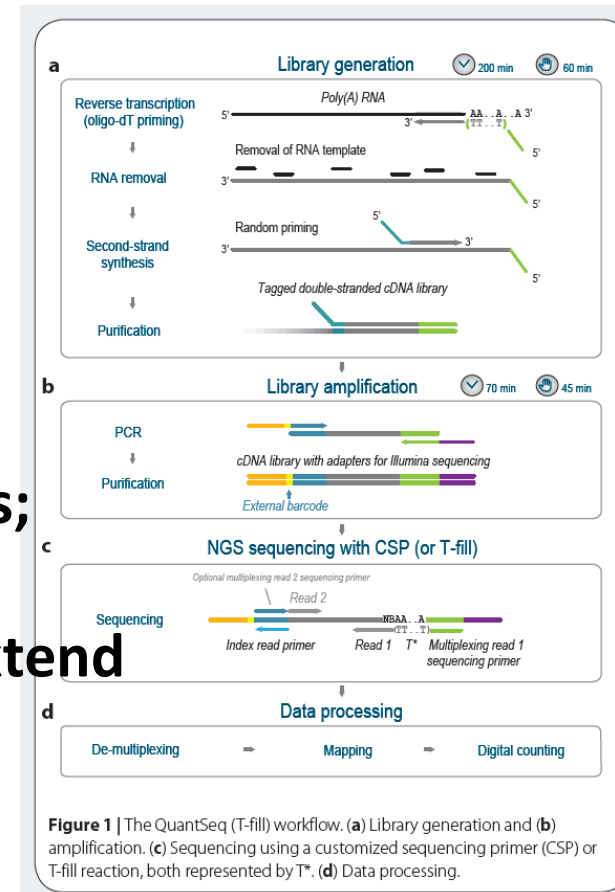 a
Library generation
200 min
60 min
Reverse transcription
(oligo-dT priming)
Poly(A) RNA
5'
AA..A..A 3'
3'
(TT..T)
5'
Removal of RNA template
RNA removal
3'
5'
5'
Random priming
3'
3'
Second-strand
synthesis
5'
Tagged double-stranded cDNA library
Purification
b
Library amplification
70 min
45 min
PCR
cDNA library with adapters for Illumina sequencing
Purification
External barcode
s;
c
NGS sequencing with CSP (or T-fill)
Optional multiplexing read 2 sequencing primer
Read 2
Sequencing
NBAA..A
(TT..T)
Index read primer
Read 1
T*
Multiplexing read 1
sequencing primer
xtend
d
Data processing
De-multiplexing
Mapping
Digital counting
Figure 1 | The QuantSeq (T-fill) workflow. (a) Library generation and (b)
amplification. (c) Sequencing using a customized sequencing primer (CSP) or
T-fill reaction, both represented by T*. (d) Data processing.